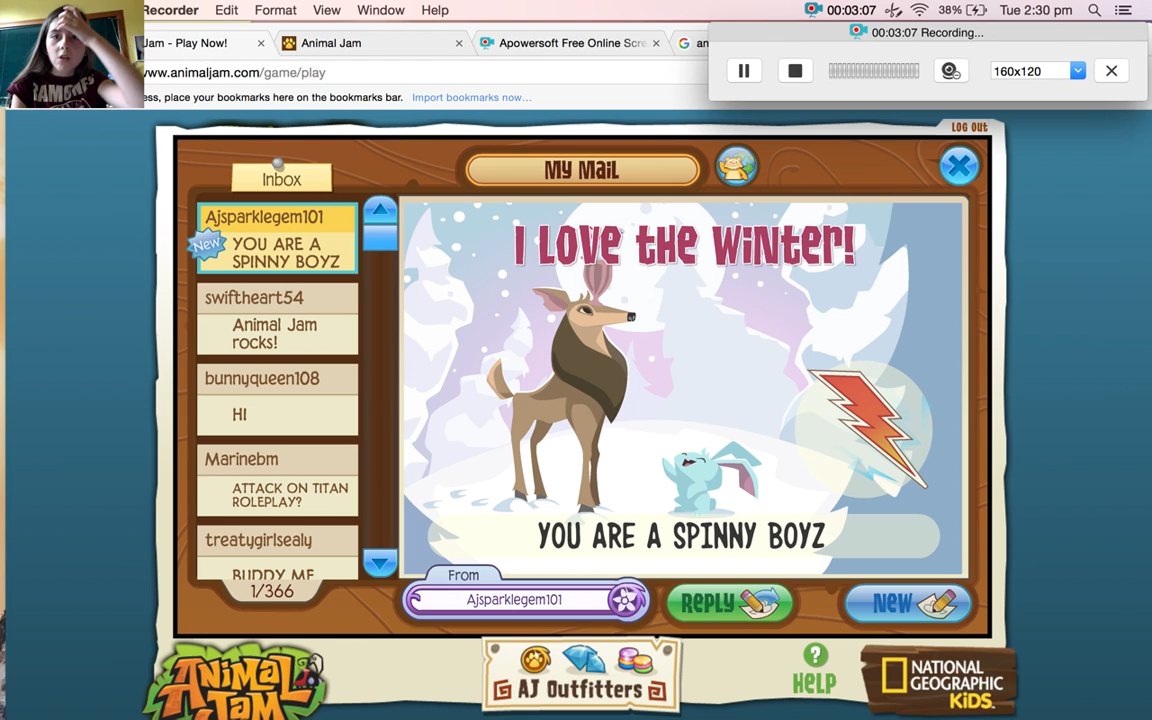 Recorder Edit Format View Window Help 00:03:07 38% Tue 2:30 pm
00:03:07 Recording...
Jam - Play Now! Animal Jam Apowersoft Free Online Scre G an
160x120
www.animaljam.com/game/play
ess, place your bookmarks here on the bookmarks bar. Import bookmarks now...
RAMONES
LOG OUT
My Mail
Inbox
Ajsparklegem101
New
YOU ARE A
SPINNY BOYZ
swiftheart54
Animal Jam
rocks!
bunnyqueen108
HI
Marinebm
ATTACK ON TITAN
ROLEPLAY?
treatygirlsealy
BUDDY ME
1/366
I LOVE the WINTER!
YOU ARE A SPINNY BOYZ
From
Ajsparklegem101
REPLY
NEW
ANIMAL JAM
AJ Outfitters
?
HELP
NATIONAL
GEOGRAPHIC
KiDS